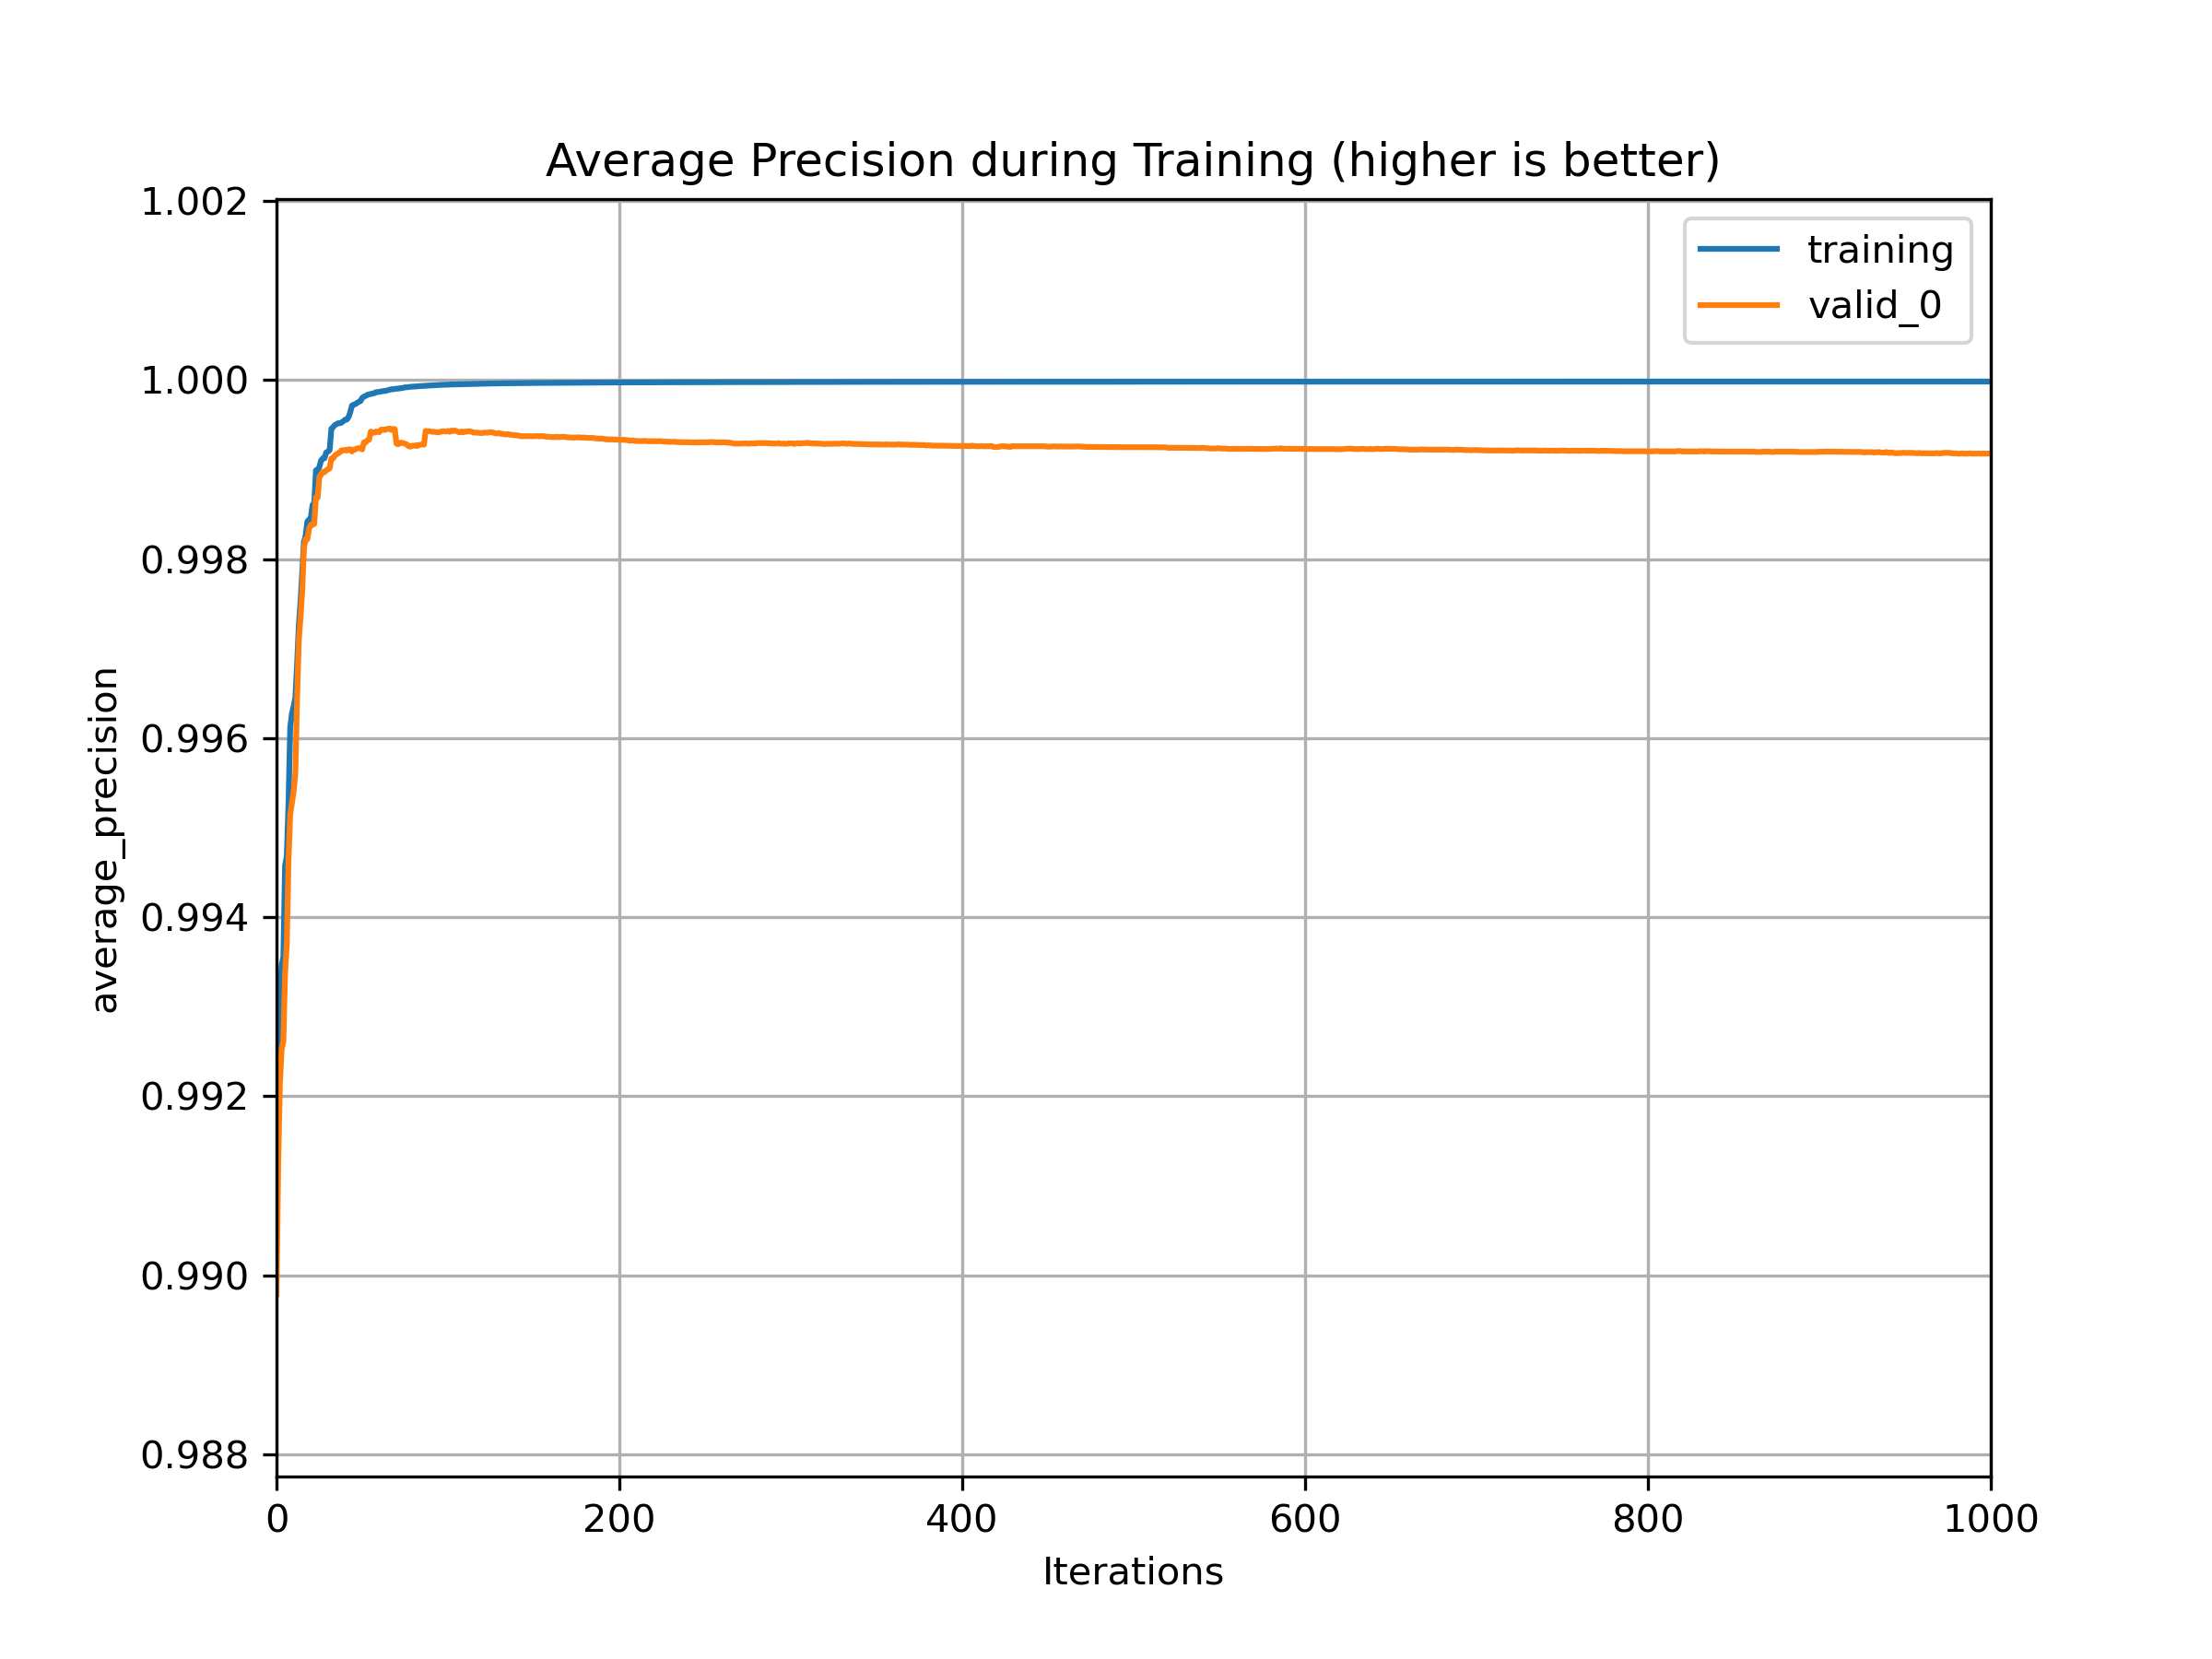 Average Precision during Training (higher is better)
1.002
1.000
0.998
0.996
0.994
0.992
0.990
0.988
average_precision
training
valid_0
0 200 400 600 800 1000
Iterations